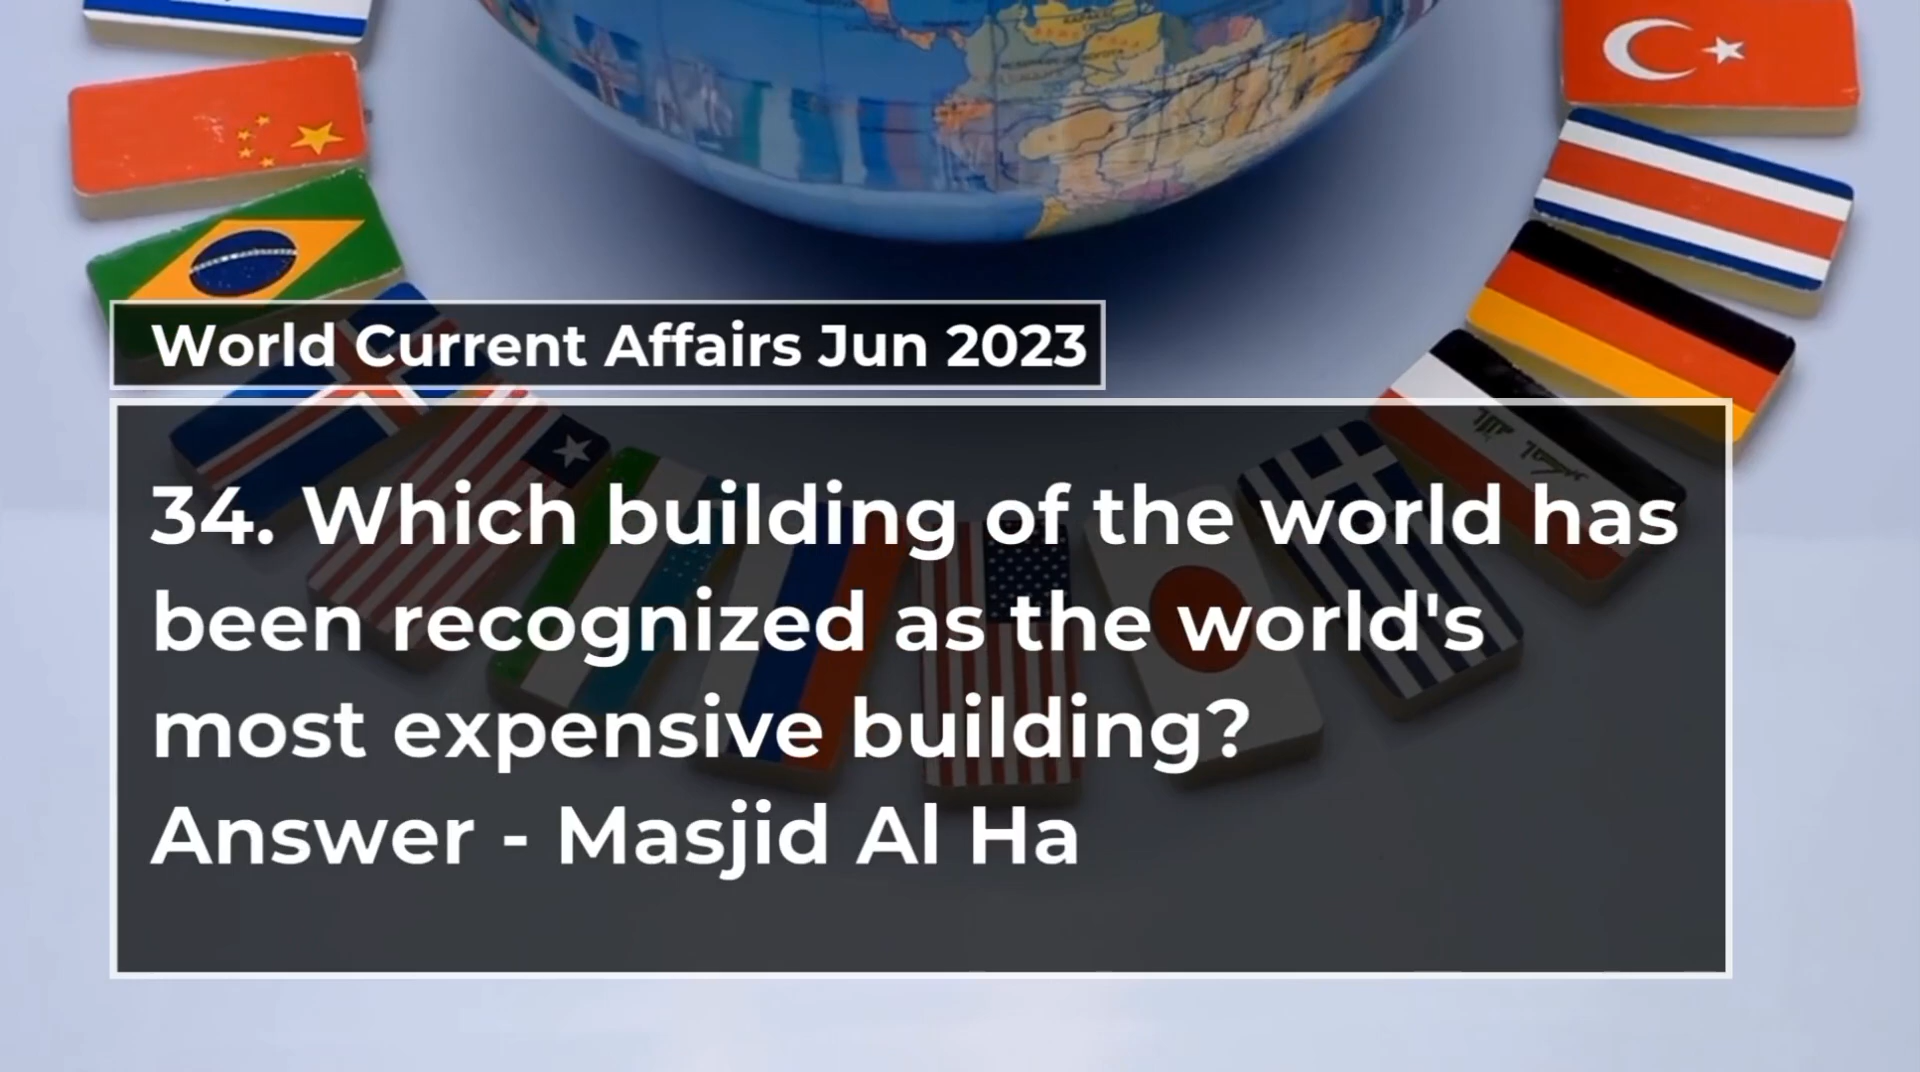 World Current Affairs Jun 2023
34. Which building of the world has
been recognized as the world's
most expensive building?
Answer - Masjid Al Ha